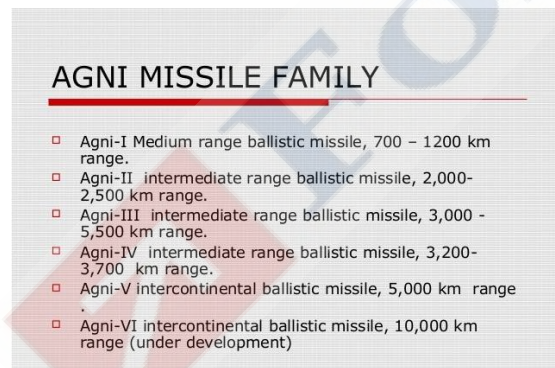 AGNI MISSILE FAMILY
Agni-I Medium range ballistic missile, 700 – 1200 km
range.
Agni-II intermediate range ballistic missile, 2,000-
2,500 km range.
Agni-III intermediate range ballistic missile, 3,000 -
5,500 km range.
Agni-IV intermediate range ballistic missile, 3,200-
3,700 km range.
Agni-V intercontinental ballistic missile, 5,000 km range
.
Agni-VI intercontinental ballistic missile, 10,000 km
range (under development)